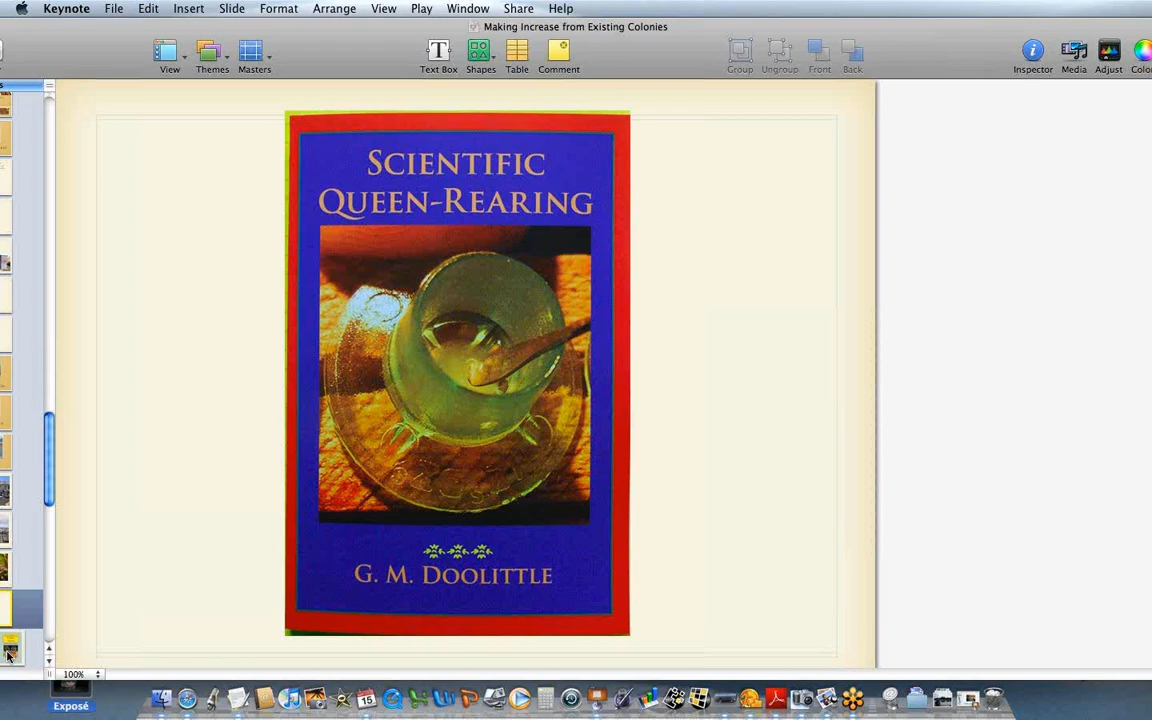 Keynote File Edit Insert Slide Format Arrange View Play Window Share Help
Making Increase from Existing Colonies
View Themes Masters Text Box Shapes Table Comment Group Ungroup Front Back Inspector Media Adjust
SCIENTIFIC
QUEEN-REARING
G. M. DOOLITTLE
100%
15
Exposé